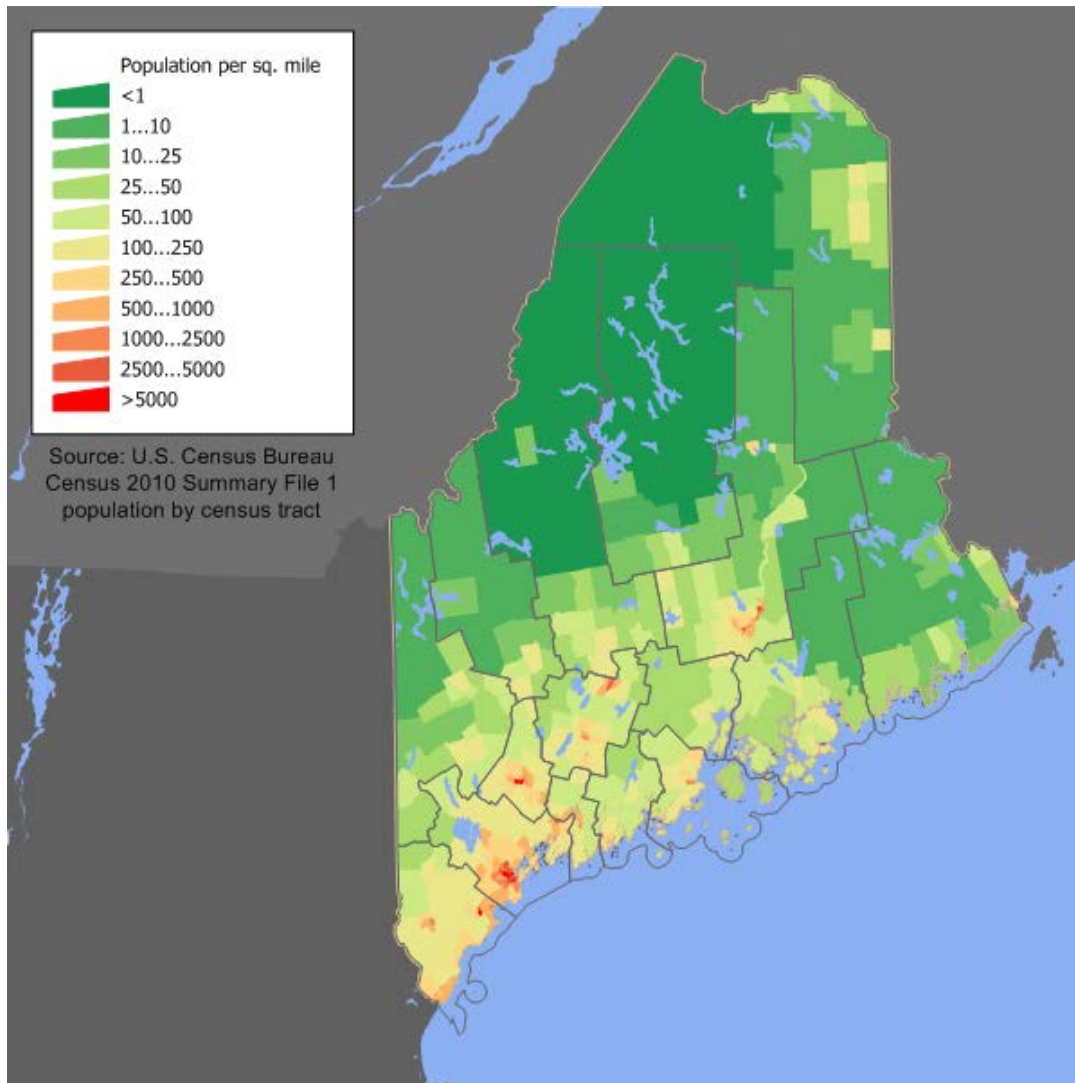 Population per sq. mile
<1
1...10
10...25
25...50
50...100
100...250
250...500
500...1000
1000...2500
2500...5000
>5000
Source: U.S. Census Bureau
Census 2010 Summary File 1
population by census tract